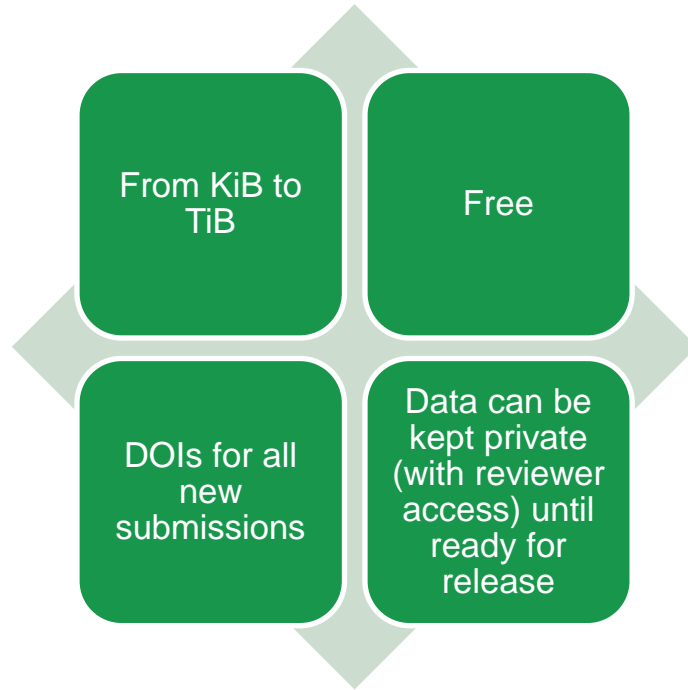 From KiB to
TiB
Free
DOIs for all
new
submissions
Data can be
kept private
(with reviewer
access) until
ready for
release